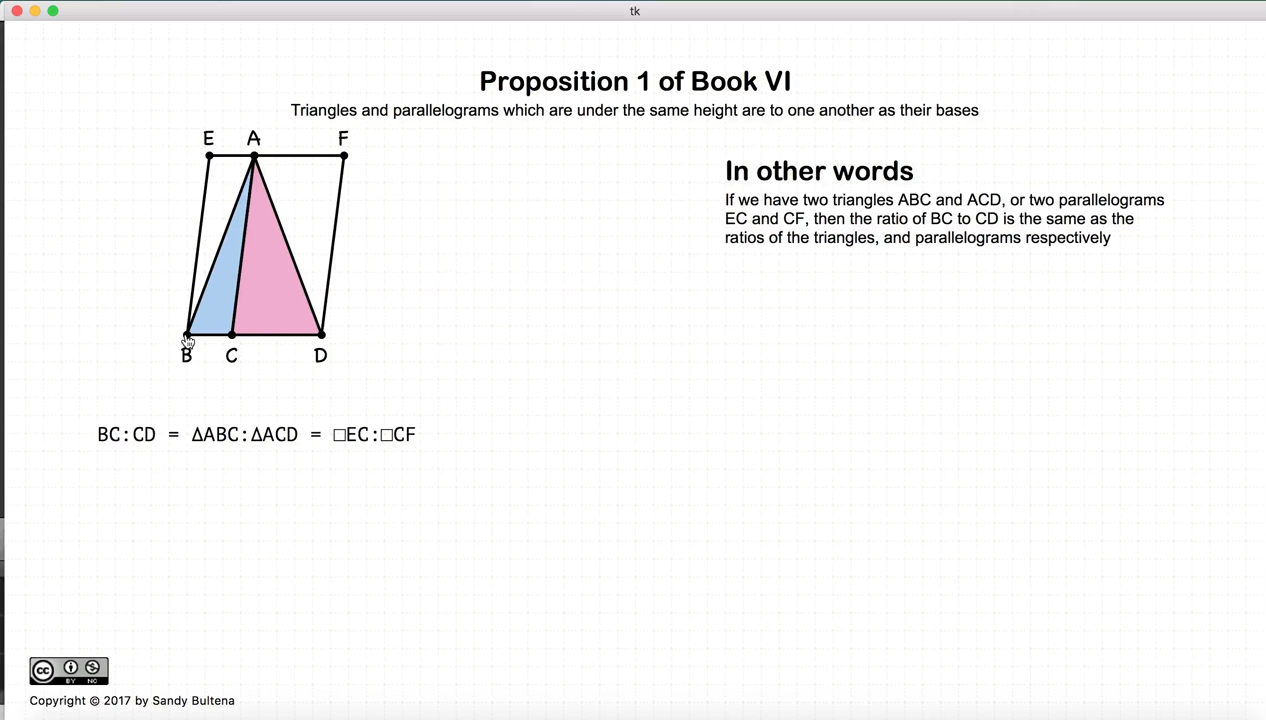 tk
Proposition 1 of Book VI
Triangles and parallelograms which are under the same height are to one another as their bases
E A F
In other words
If we have two triangles ABC and ACD, or two parallelograms
EC and CF, then the ratio of BC to CD is the same as the
ratios of the triangles, and parallelograms respectively
B C D
BC:CD = ΔABC:ΔACD = □EC:□CF
cc BY NC
Copyright © 2017 by Sandy Bultena